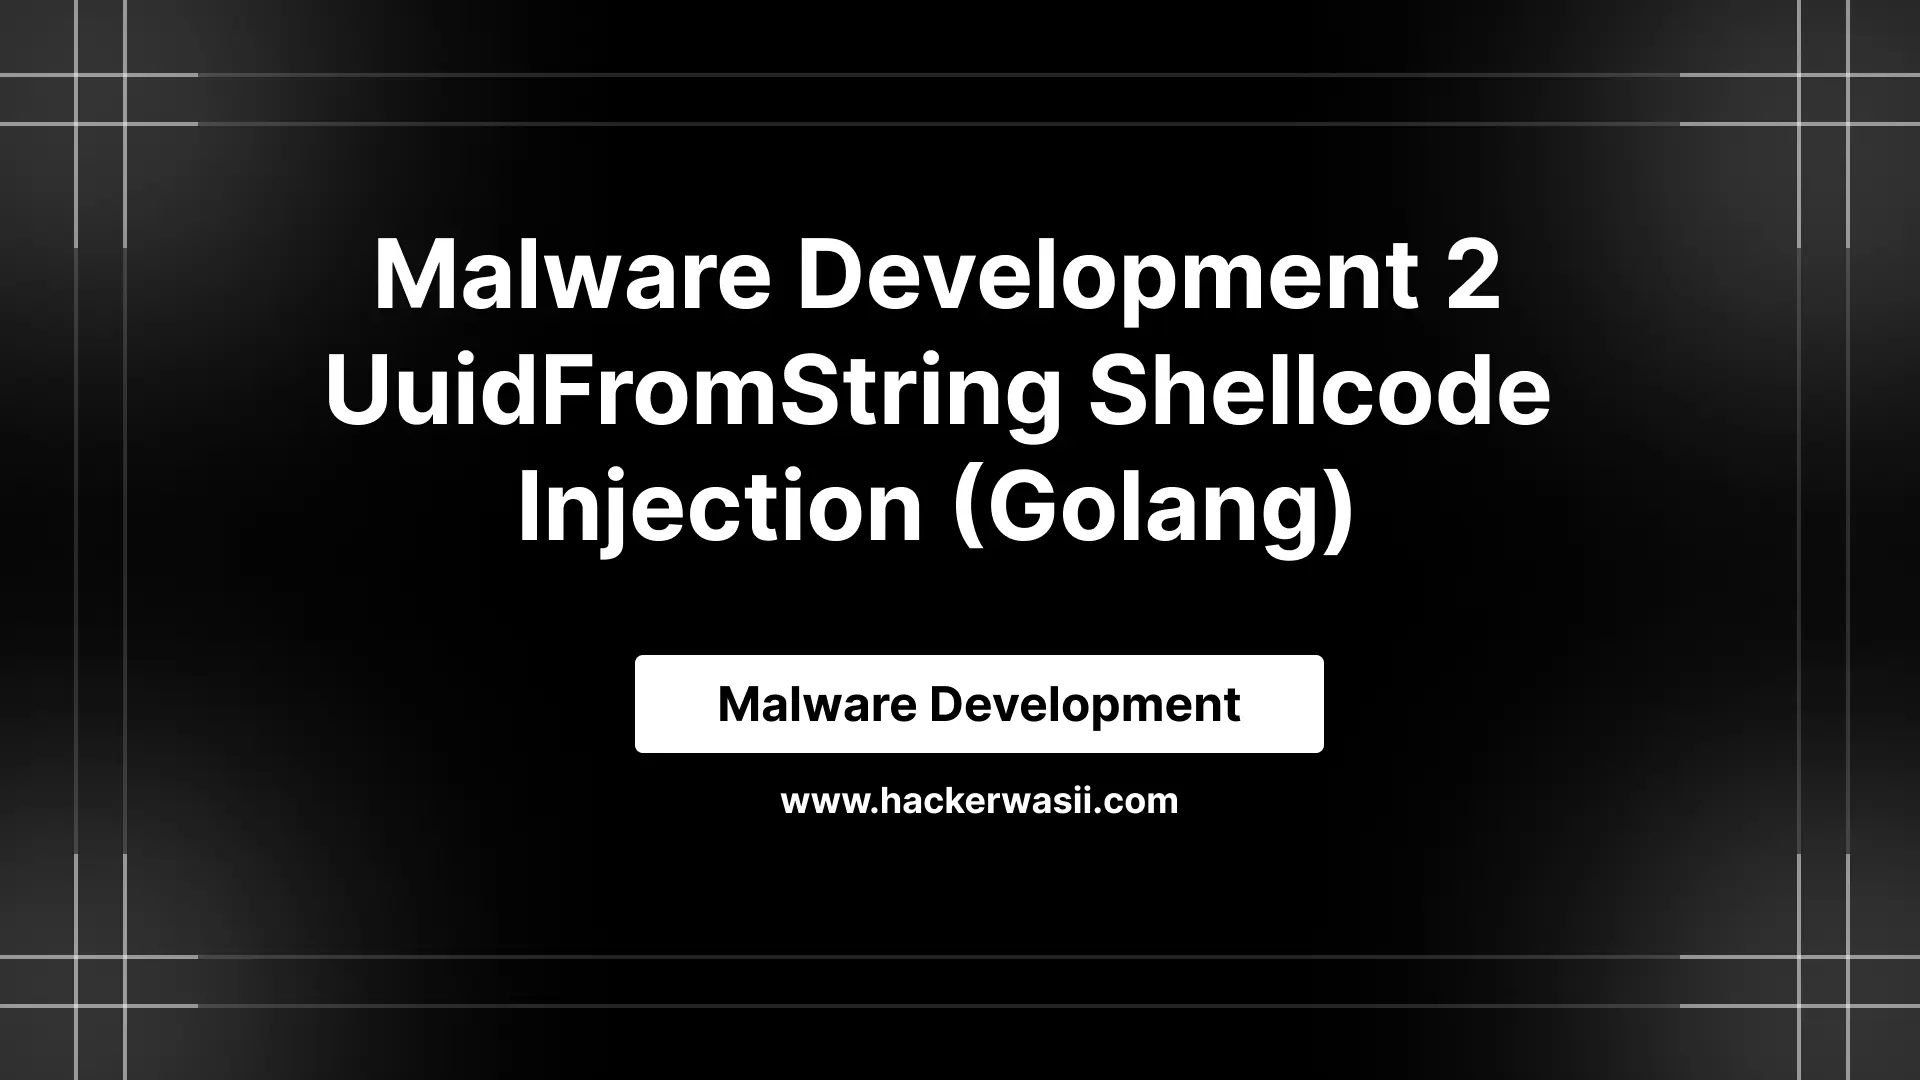 Malware Development 2
UuidFromString Shellcode
Injection (Golang)
Malware Development
www.hackerwasii.com